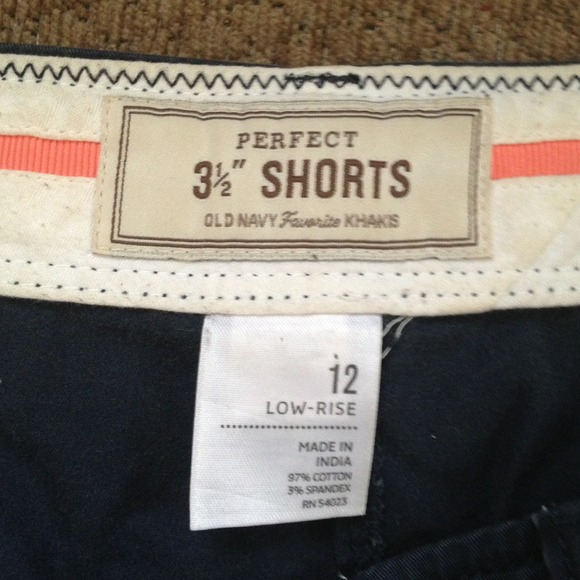 PERFECT
3½" SHORTS
OLD NAVY Favorite KHAKIS
12
LOW-RISE
MADE IN
INDIA
97% COTTON
3% SPANDEX
RN 54023